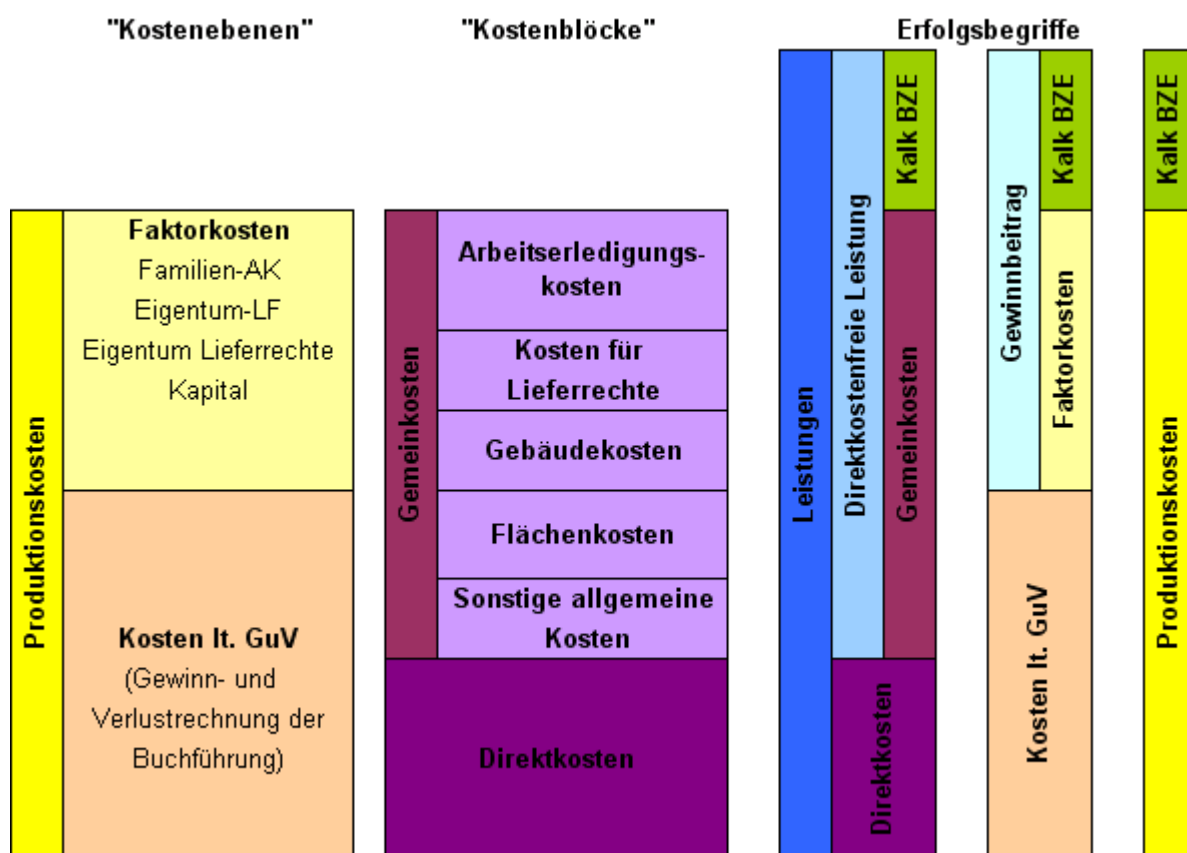 "Kostenebenen"
"Kostenblöcke"
Erfolgsbegriffe
Produktionskosten
Faktorkosten
Familien-AK
Eigentum-LF
Eigentum Lieferrechte
Kapital
Kosten lt. GuV
(Gewinn- und
Verlustrechnung der
Buchführung)
Gemeinkosten
Arbeitserledigungs-
kosten
Kosten für
Lieferrechte
Gebäudekosten
Flächenkosten
Sonstige allgemeine
Kosten
Direktkosten
Leistungen
Direktkostenfreie Leistung
Direktkosten
Kalk BZE
Gemeinkosten
Gewinnbeitrag
Kalk BZE
Faktorkosten
Kosten lt. GuV
Kalk BZE
Produktionskosten